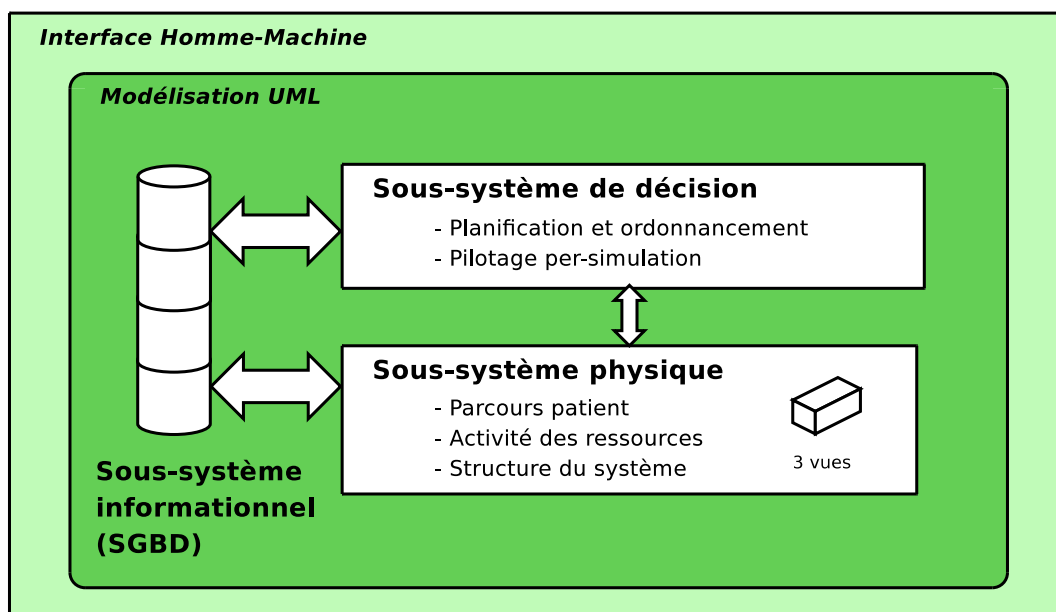 Interface Homme-Machine
Modélisation UML
Sous-système de décision
- Planification et ordonnancement
- Pilotage per-simulation
Sous-système physique
- Parcours patient
- Activité des ressources
- Structure du système
3 vues
Sous-système
informationnel
(SGBD)